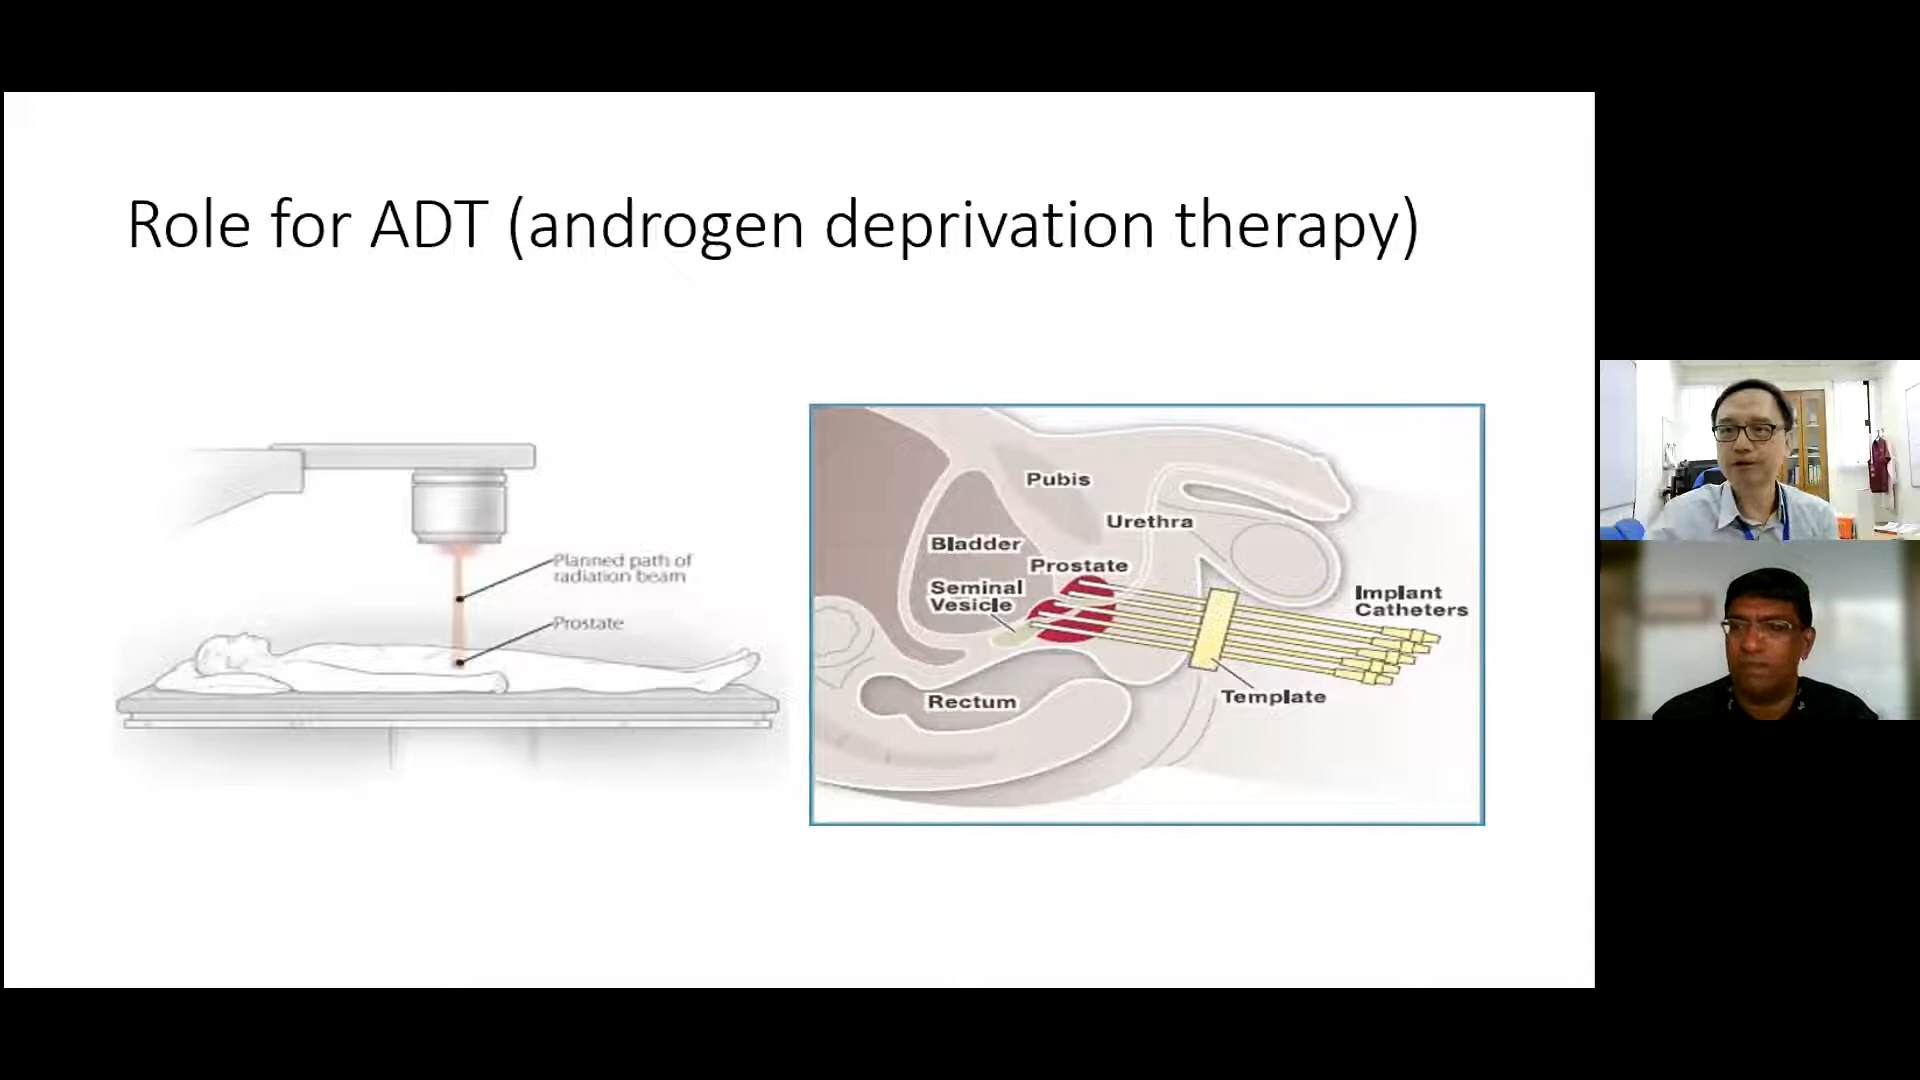 Role for ADT (androgen deprivation therapy)
Planned path of
radiation beam
Prostate
Pubis
Urethra
Bladder
Prostate
Seminal
Vesicle
Implant
Catheters
Rectum
Template